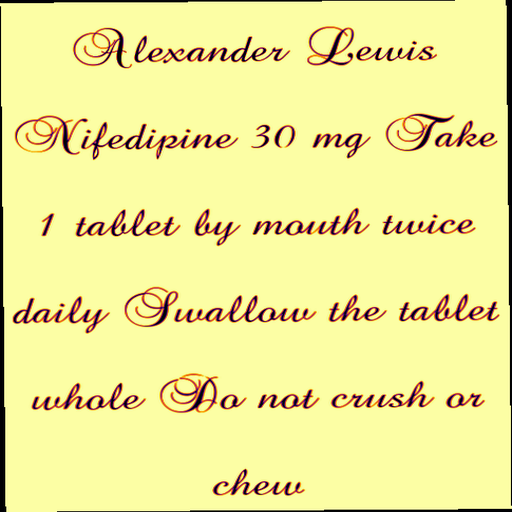 Alexander Lewis
Nifedipine 30 mg Take
1 tablet by mouth twice
daily Swallow the tablet
whole Do not crush or
chew